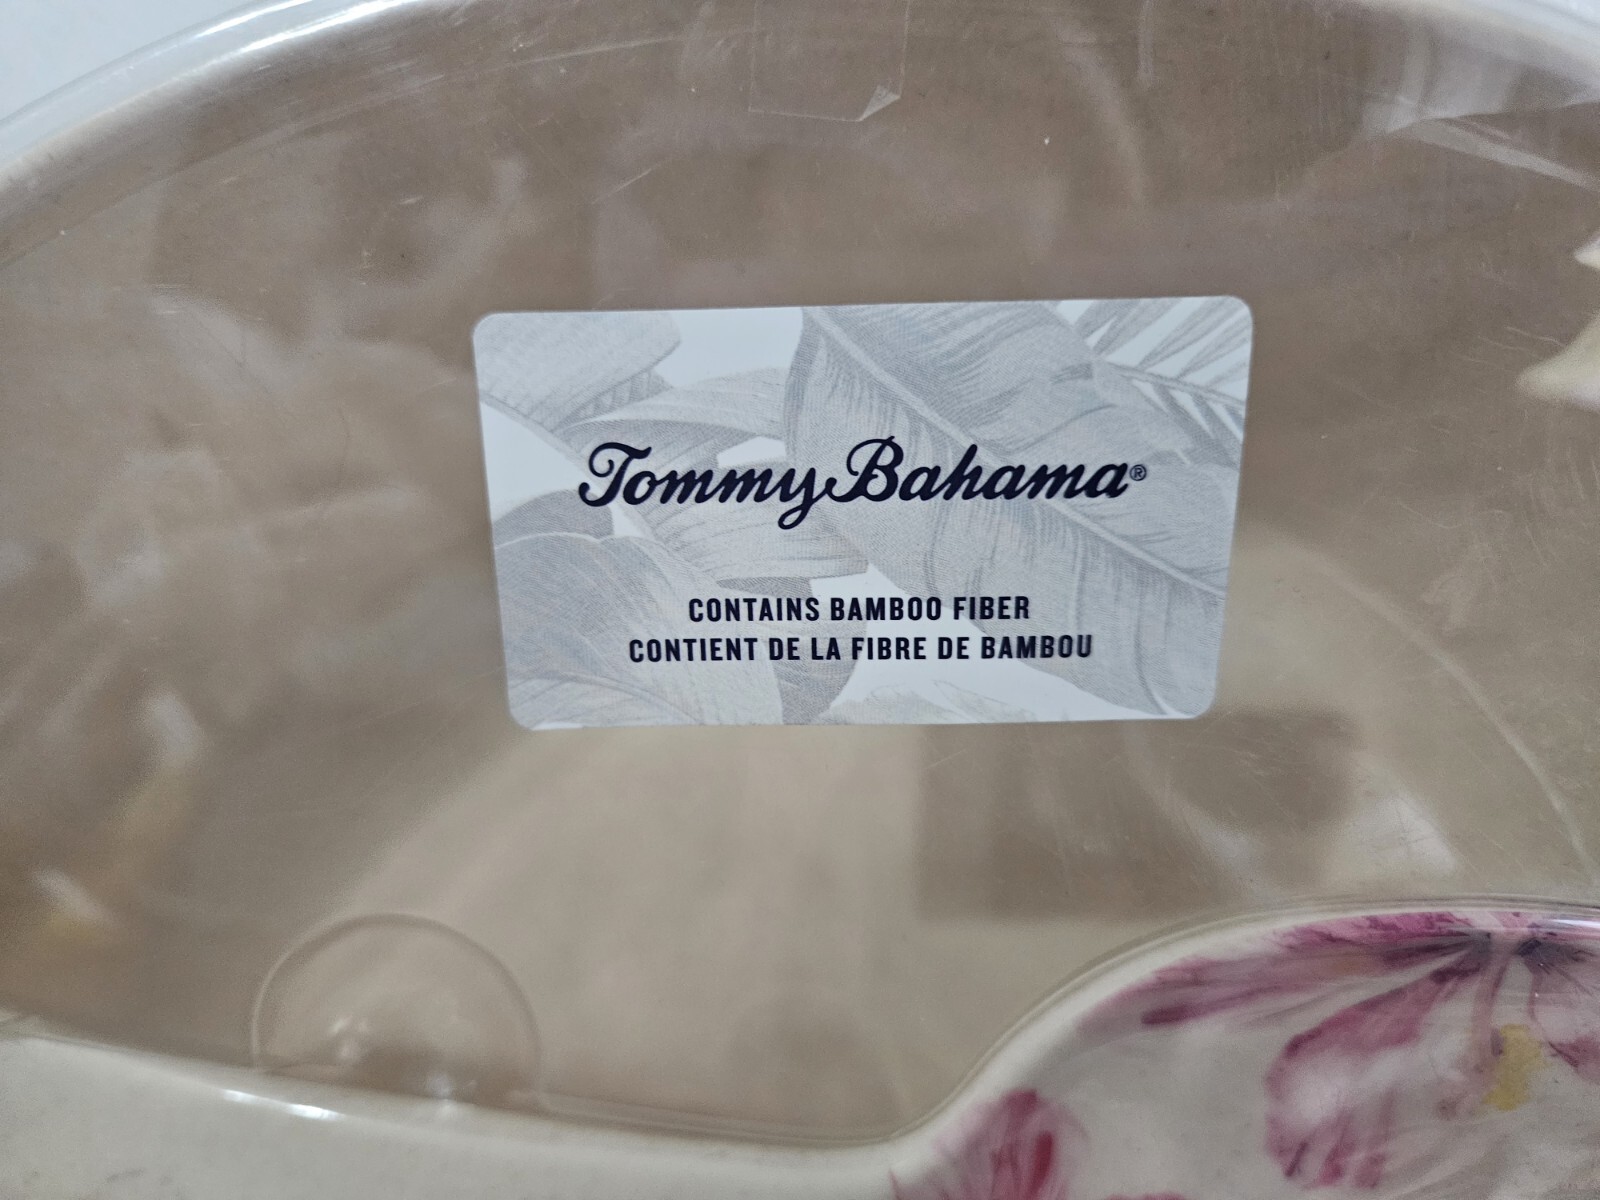 Tommy Bahama®
CONTAINS BAMBOO FIBER
CONTIENT DE LA FIBRE DE BAMBOU